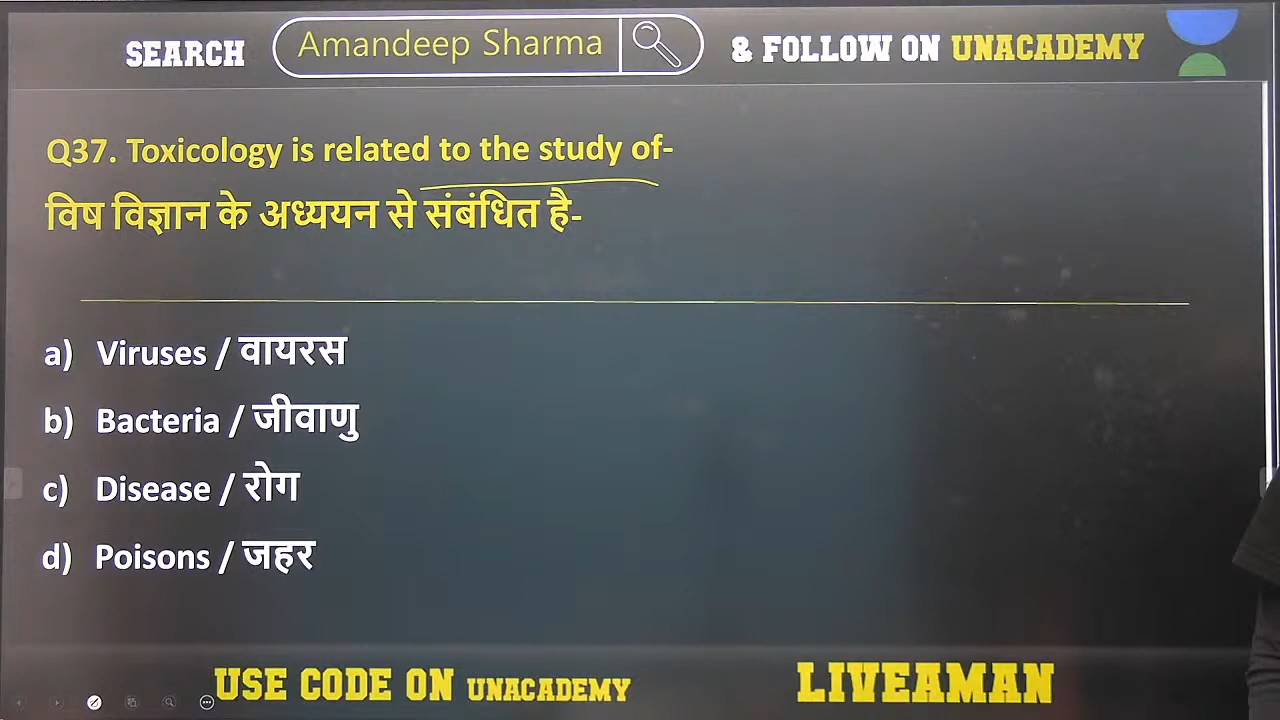 SEARCH Amandeep Sharma & FOLLOW ON UNACADEMY
Q37. Toxicology is related to the study of-
विष विज्ञान के अध्ययन से संबंधित है-
a) Viruses / वायरस
b) Bacteria / जीवाणु
c) Disease / रोग
d) Poisons / जहर
USE CODE ON UNACADEMY LIVEAMAN